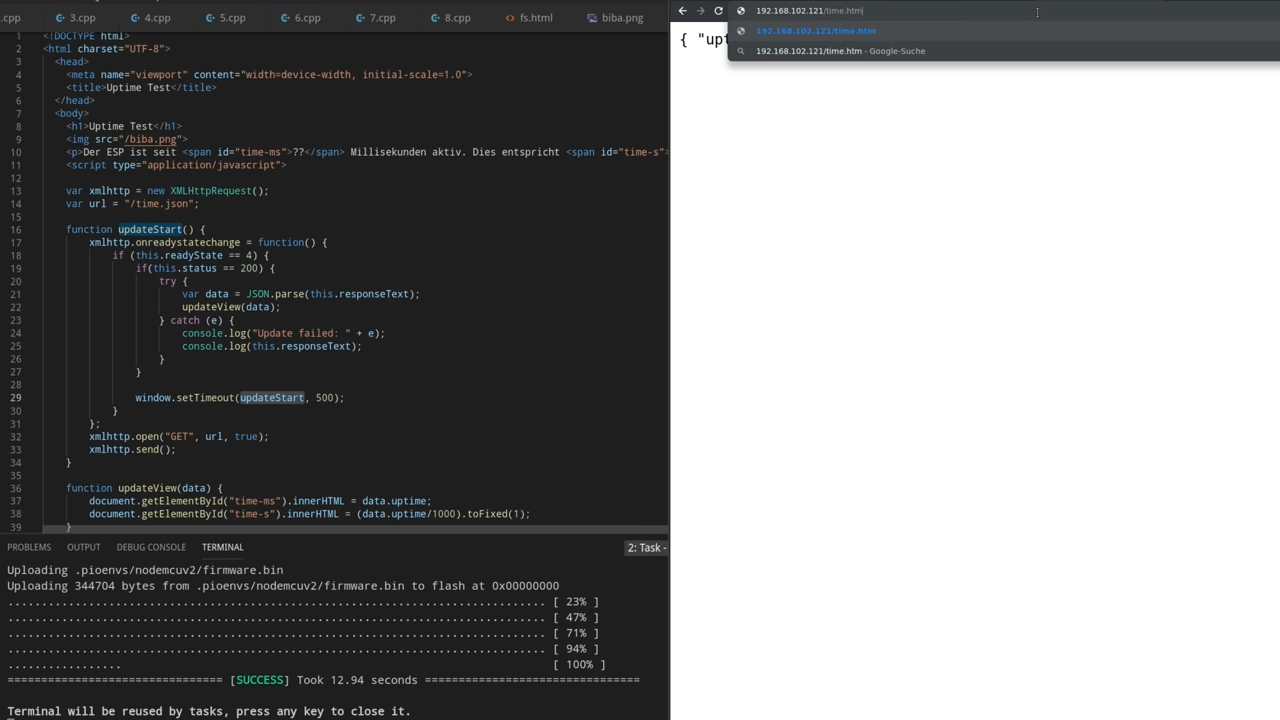 .cpp 3.cpp 4.cpp 5.cpp 6.cpp 7.cpp 8.cpp <> fs.html biba.png
1 <!DOCTYPE html>
2 <html charset="UTF-8">
3 <head>
4 <meta name="viewport" content="width=device-width, initial-scale=1.0">
5 <title>Uptime Test</title>
6 </head>
7 <body>
8 <h1>Uptime Test</h1>
9 <img src="/biba.png">
10 <p>Der ESP ist seit <span id="time-ms">??</span> Millisekunden aktiv. Dies entspricht <span id="time-s">
11 <script type="application/javascript">
12
13 var xmlhttp = new XMLHttpRequest();
14 var url = "/time.json";
15
16 function updateStart() {
17 xmlhttp.onreadystatechange = function() {
18 if (this.readyState == 4) {
19 if(this.status == 200) {
20 try {
21 var data = JSON.parse(this.responseText);
22 updateView(data);
23 } catch (e) {
24 console.log("Update failed: " + e);
25 console.log(this.responseText);
26 }
27 }
28
29 window.setTimeout(updateStart, 500);
30 }
31 };
32 xmlhttp.open("GET", url, true);
33 xmlhttp.send();
34 }
35
36 function updateView(data) {
37 document.getElementById("time-ms").innerHTML = data.uptime;
38 document.getElementById("time-s").innerHTML = (data.uptime/1000).toFixed(1);
39 }
PROBLEMS OUTPUT DEBUG CONSOLE TERMINAL 2: Task -
Uploading .pioenvs/nodemcuv2/firmware.bin
Uploading 344704 bytes from .pioenvs/nodemcuv2/firmware.bin to flash at 0x00000000
................................................................................ [ 23% ]
................................................................................ [ 47% ]
................................................................................ [ 71% ]
................................................................................ [ 94% ]
................. [ 100% ]
============================== [SUCCESS] Took 12.94 seconds ==============================
Terminal will be reused by tasks, press any key to close it.
192.168.102.121/time.htm
192.168.102.121/time.htm
192.168.102.121/time.htm - Google-Suche
{ "upt